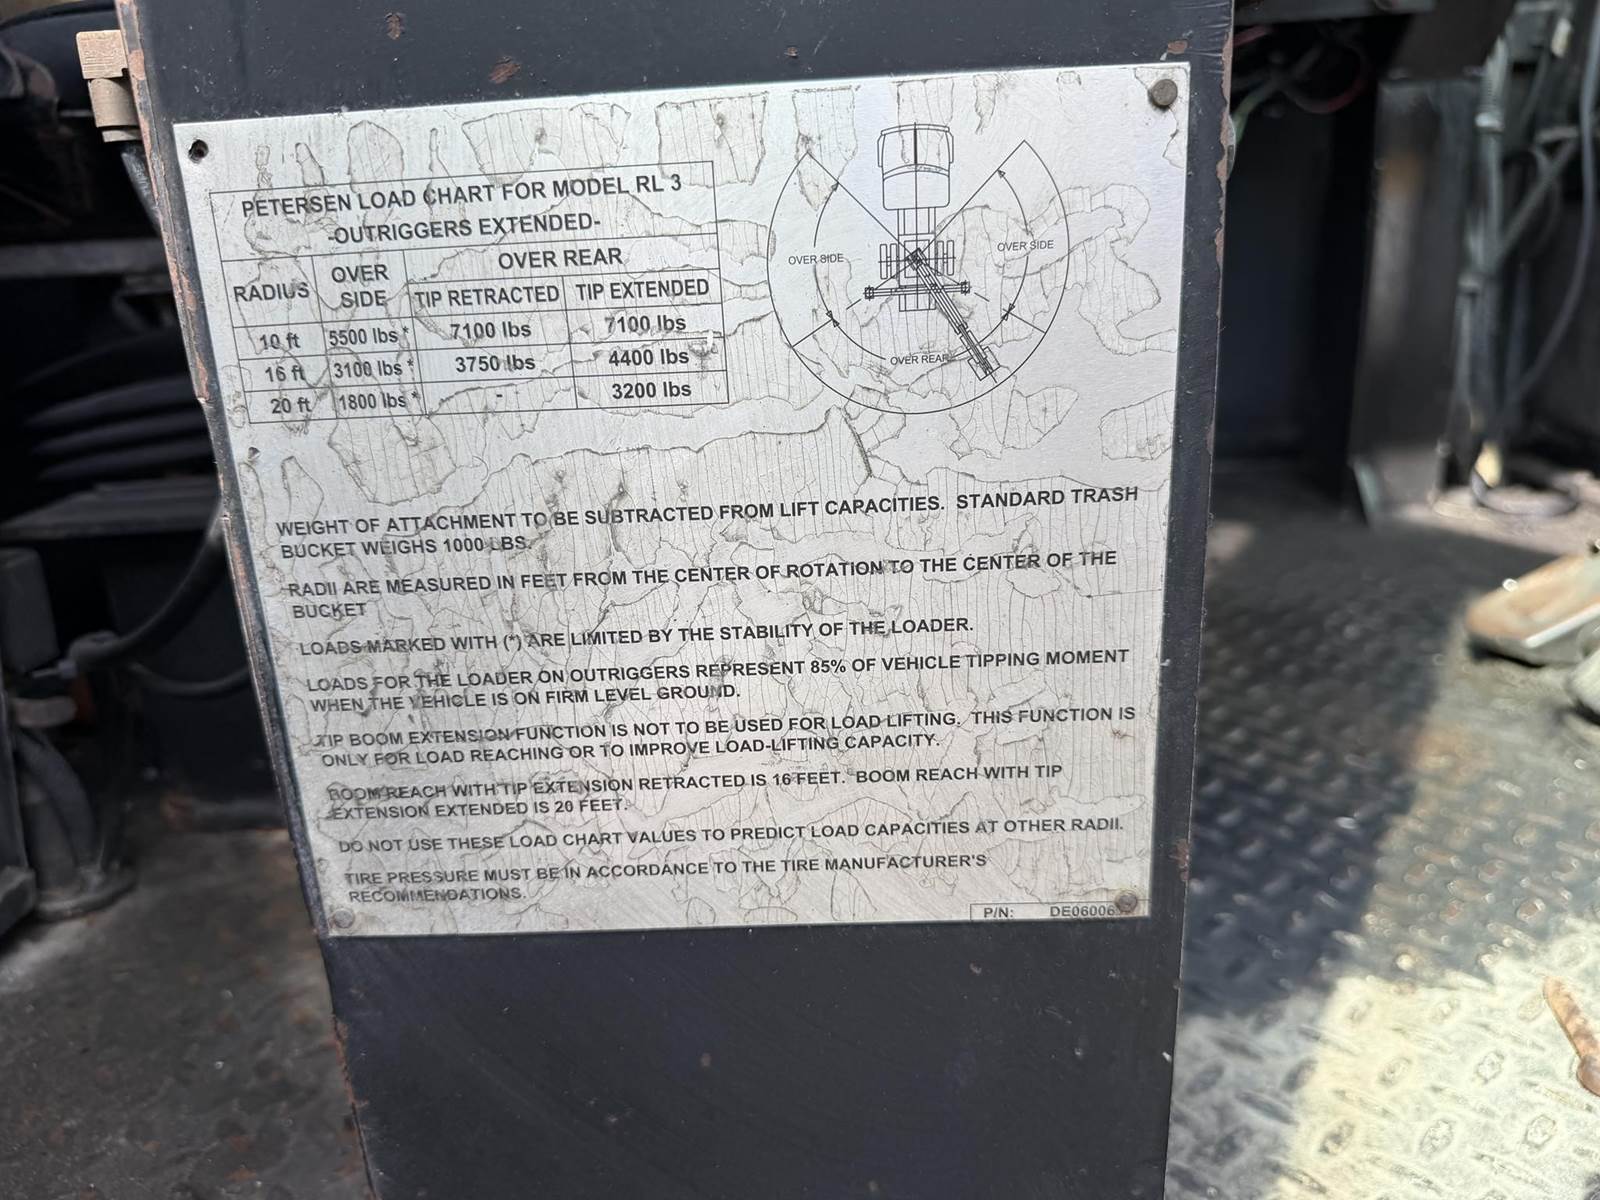 PETERSEN LOAD CHART FOR MODEL RL 3
-OUTRIGGERS EXTENDED-
RADIUS OVER SIDE OVER REAR
TIP RETRACTED TIP EXTENDED
10 ft 5500 lbs * 7100 lbs 7100 lbs
16 ft 3100 lbs * 3750 lbs 4400 lbs
20 ft 1800 lbs * - 3200 lbs
OVER SIDE
OVER SIDE
OVER REAR
WEIGHT OF ATTACHMENT TO BE SUBTRACTED FROM LIFT CAPACITIES. STANDARD TRASH
BUCKET WEIGHS 1000 LBS.
RADII ARE MEASURED IN FEET FROM THE CENTER OF ROTATION TO THE CENTER OF THE
BUCKET
LOADS MARKED WITH (*) ARE LIMITED BY THE STABILITY OF THE LOADER.
LOADS FOR THE LOADER ON OUTRIGGERS REPRESENT 85% OF VEHICLE TIPPING MOMENT
WHEN THE VEHICLE IS ON FIRM LEVEL GROUND.
TIP BOOM EXTENSION FUNCTION IS NOT TO BE USED FOR LOAD LIFTING. THIS FUNCTION IS
ONLY FOR LOAD REACHING OR TO IMPROVE LOAD-LIFTING CAPACITY.
BOOM REACH WITH TIP EXTENSION RETRACTED IS 16 FEET. BOOM REACH WITH TIP
EXTENSION EXTENDED IS 20 FEET.
DO NOT USE THESE LOAD CHART VALUES TO PREDICT LOAD CAPACITIES AT OTHER RADII.
TIRE PRESSURE MUST BE IN ACCORDANCE TO THE TIRE MANUFACTURER'S
RECOMMENDATIONS.
P/N: